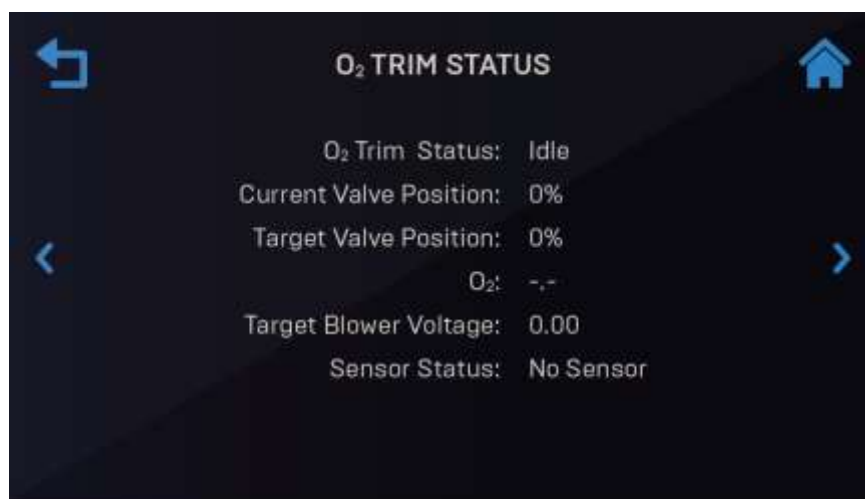 O₂ TRIM STATUS
O₂ Trim Status: Idle
Current Valve Position: 0%
Target Valve Position: 0%
O₂: -.-
Target Blower Voltage: 0.00
Sensor Status: No Sensor